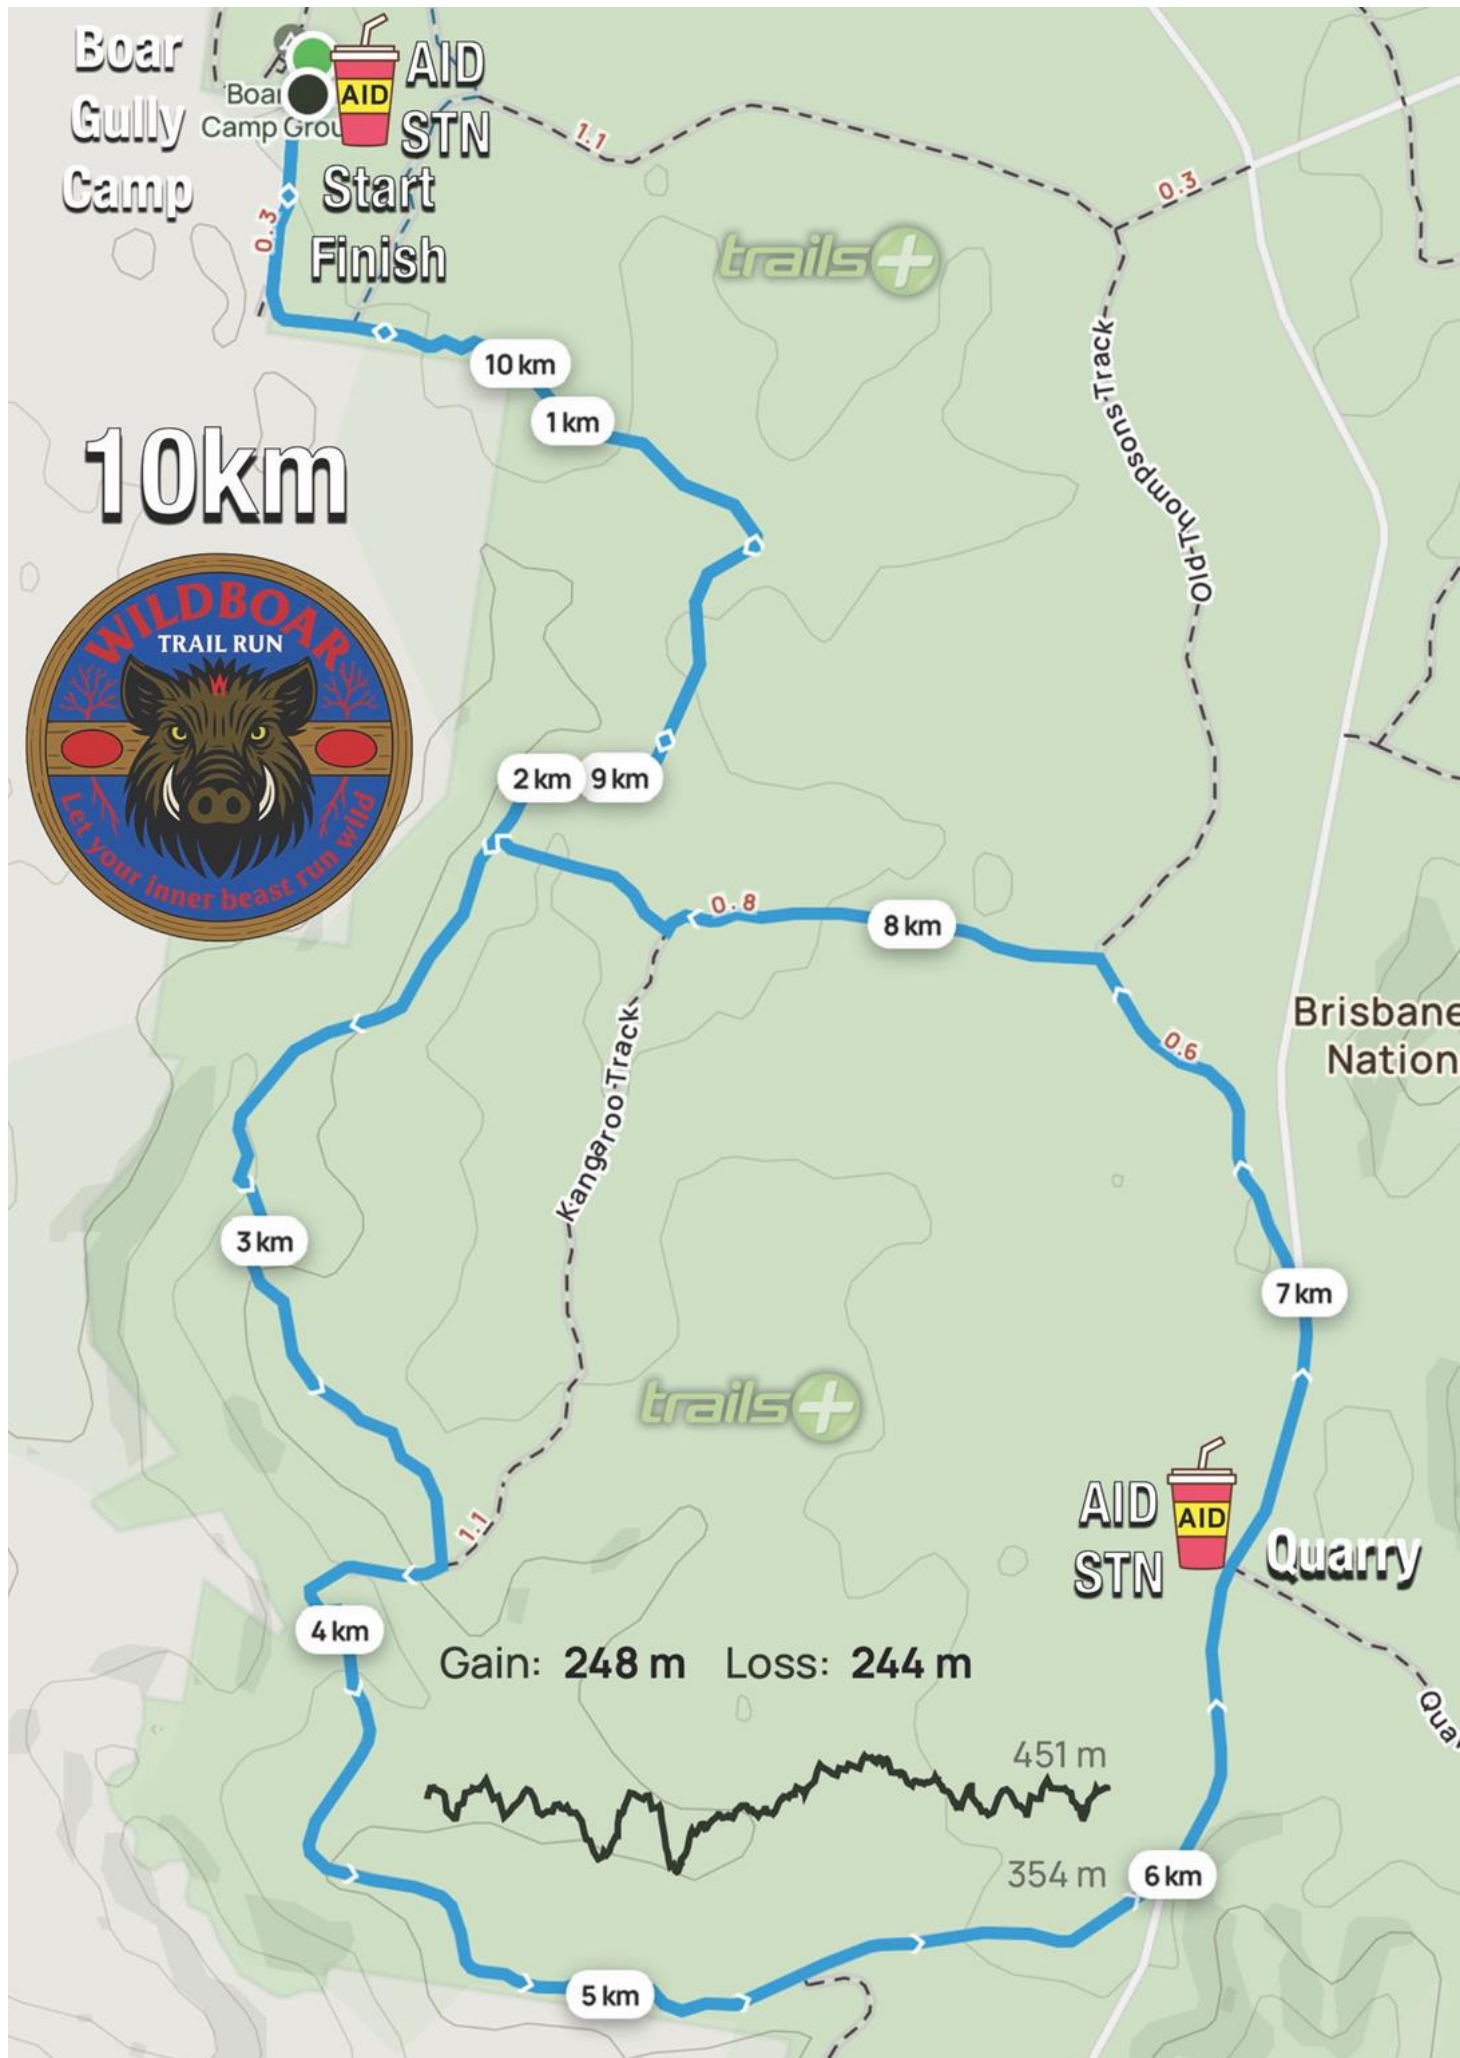 Boar
Gully
Camp
Boar
Camp Grou
AID
AID
STN
Start
Finish
1.1
0.3
0.3
trails+
10 km
1 km
Old Thompsons Track
10km
WILDBOAR
TRAIL RUN
W
Let your inner beast run wild
2 km
9 km
0.8
8 km
Brisbane
Nation
0.6
Kangaroo Track
3 km
7 km
trails+
AID
STN
AID
Quarry
1.1
4 km
Gain: 248 m Loss: 244 m
Quar
451 m
354 m
6 km
5 km